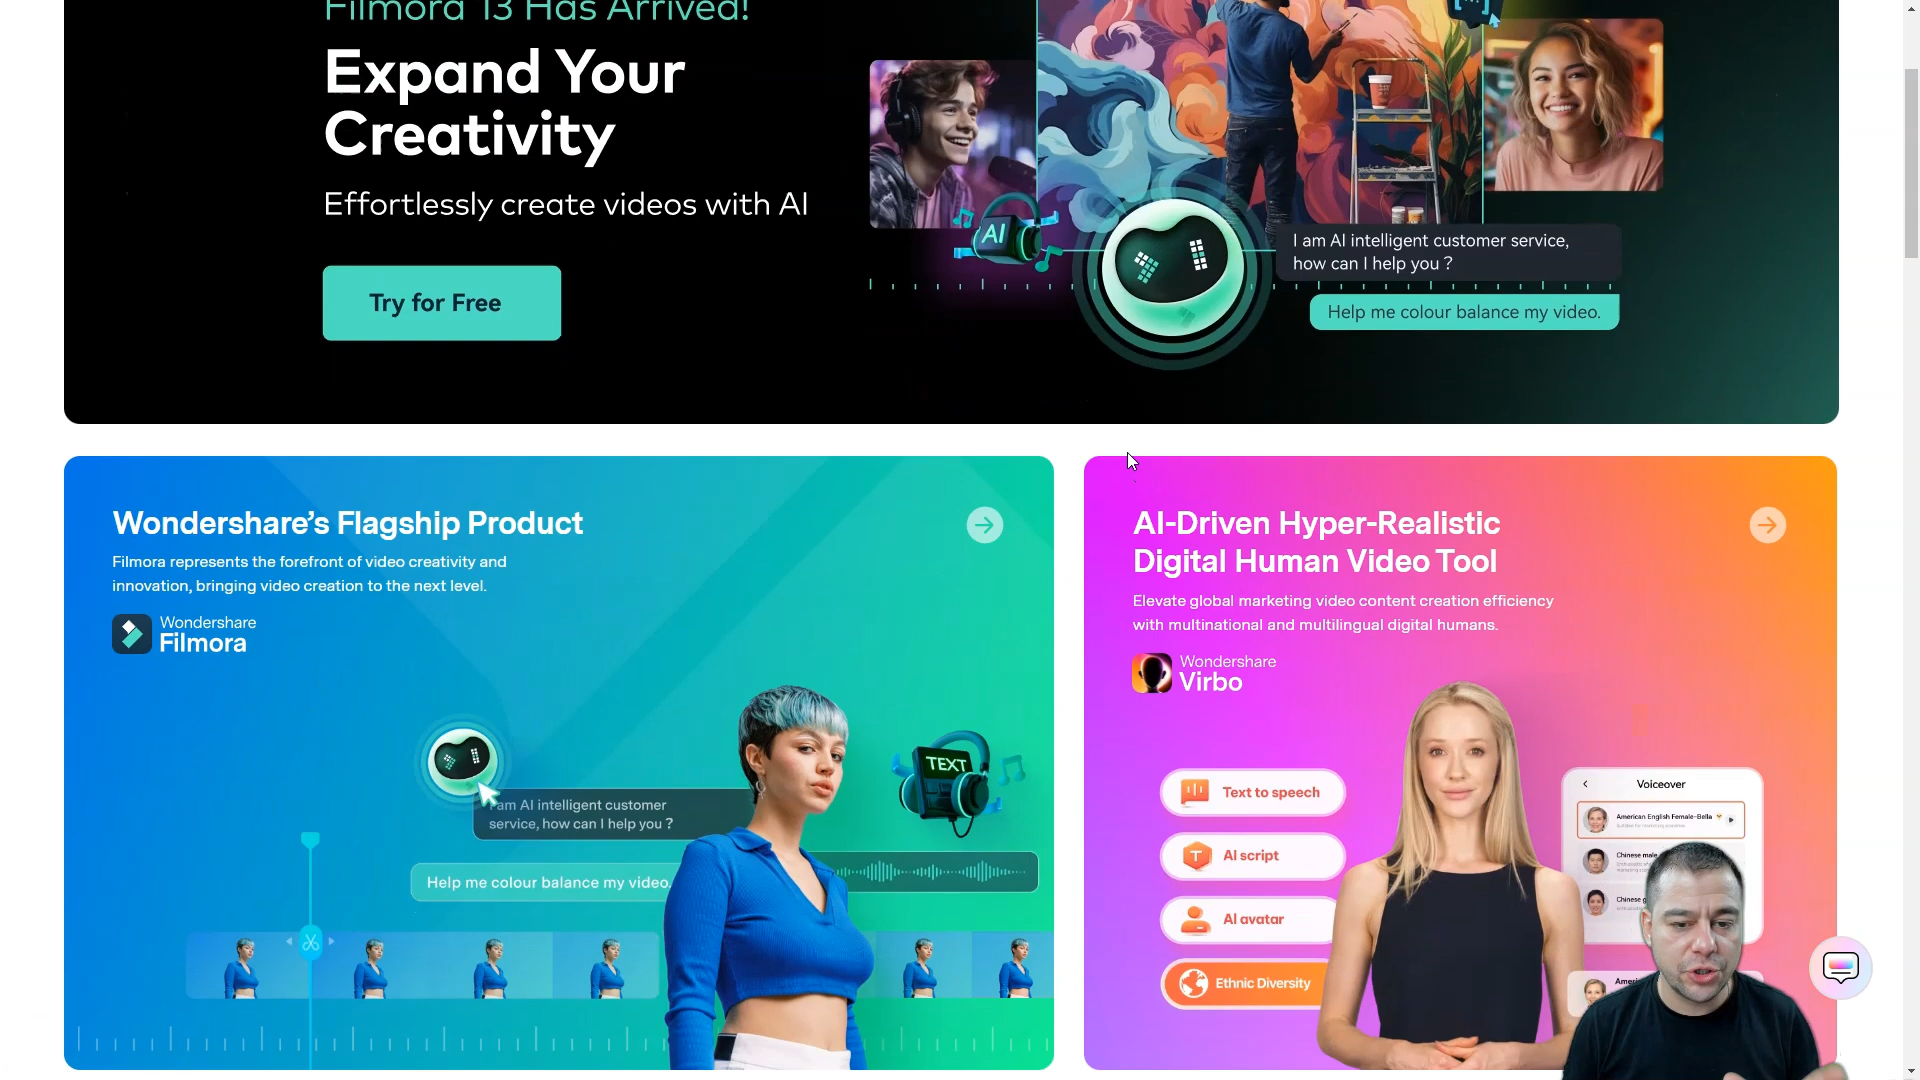 Filmora 13 Has Arrived!
Expand Your
Creativity
Effortlessly create videos with AI
Try for Free
AI
I am AI intelligent customer service,
how can I help you ?
Help me colour balance my video.
Wondershare's Flagship Product
Filmora represents the forefront of video creativity and
innovation, bringing video creation to the next level.
Wondershare
Filmora
TEXT
am AI intelligent customer
service, how can I help you ?
Help me colour balance my video.
AI-Driven Hyper-Realistic
Digital Human Video Tool
Elevate global marketing video content creation efficiency
with multinational and multilingual digital humans.
Wondershare
Virbo
Text to speech
T
AI script
AI avatar
Ethnic Diversity
Voiceover
American English Female-Bella
Chinese male
Chinese
Ameri